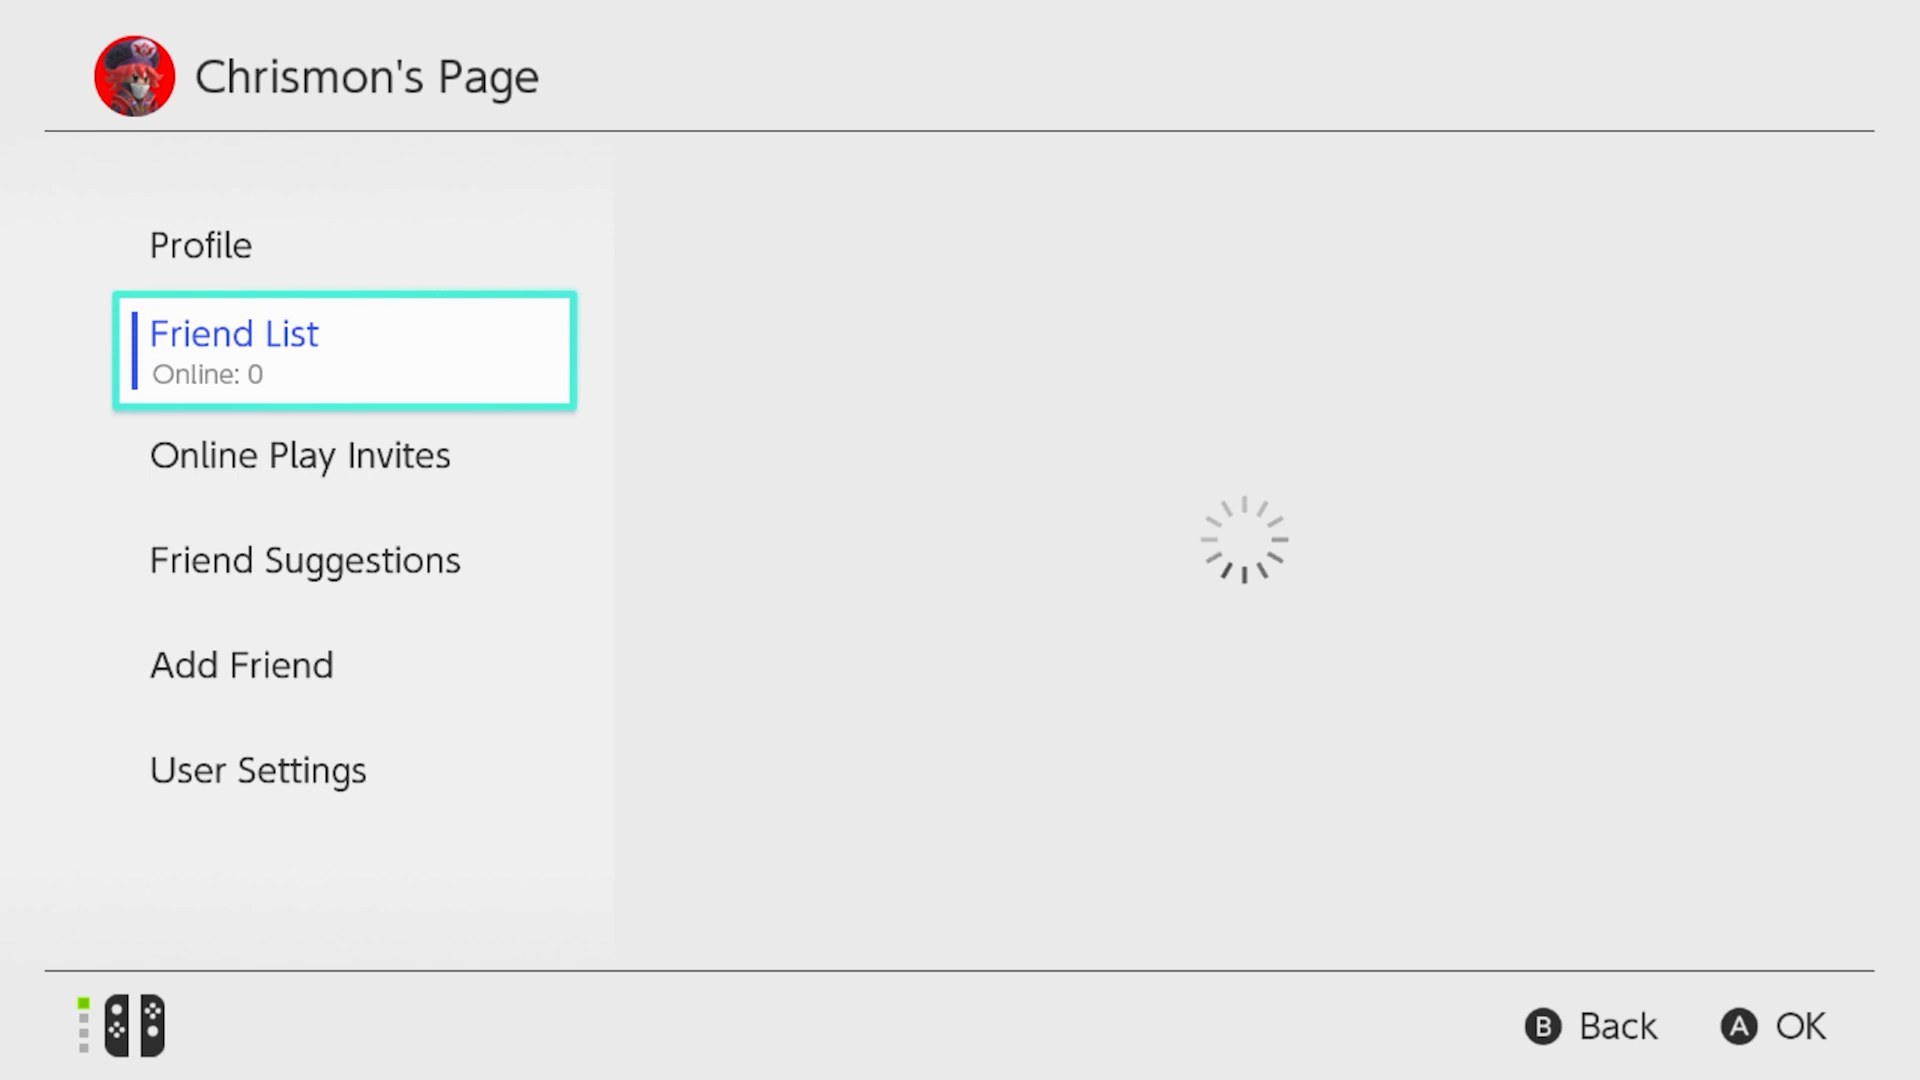 Chrismon's Page
Profile
Friend List
Online: 0
Online Play Invites
Friend Suggestions
Add Friend
User Settings
B Back
A OK